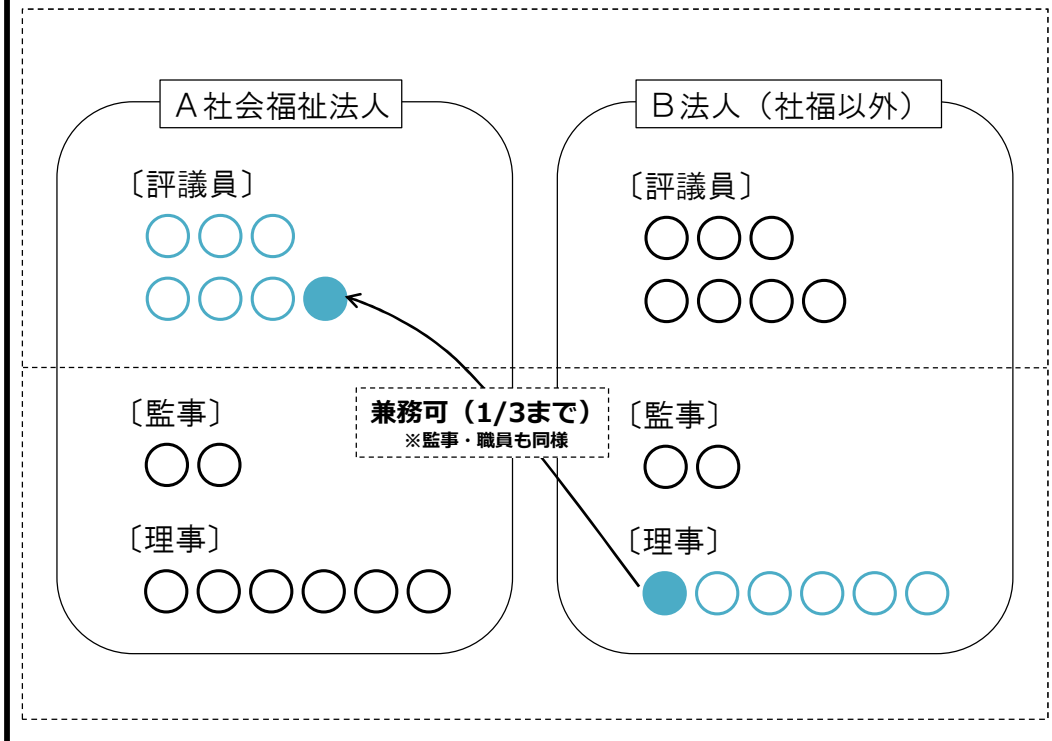 A社会福祉法人
B法人（社福以外）
〔評議員〕
〔評議員〕
兼務可（1/3まで）
※監事・職員も同様
〔監事〕
〔監事〕
〔理事〕
〔理事〕